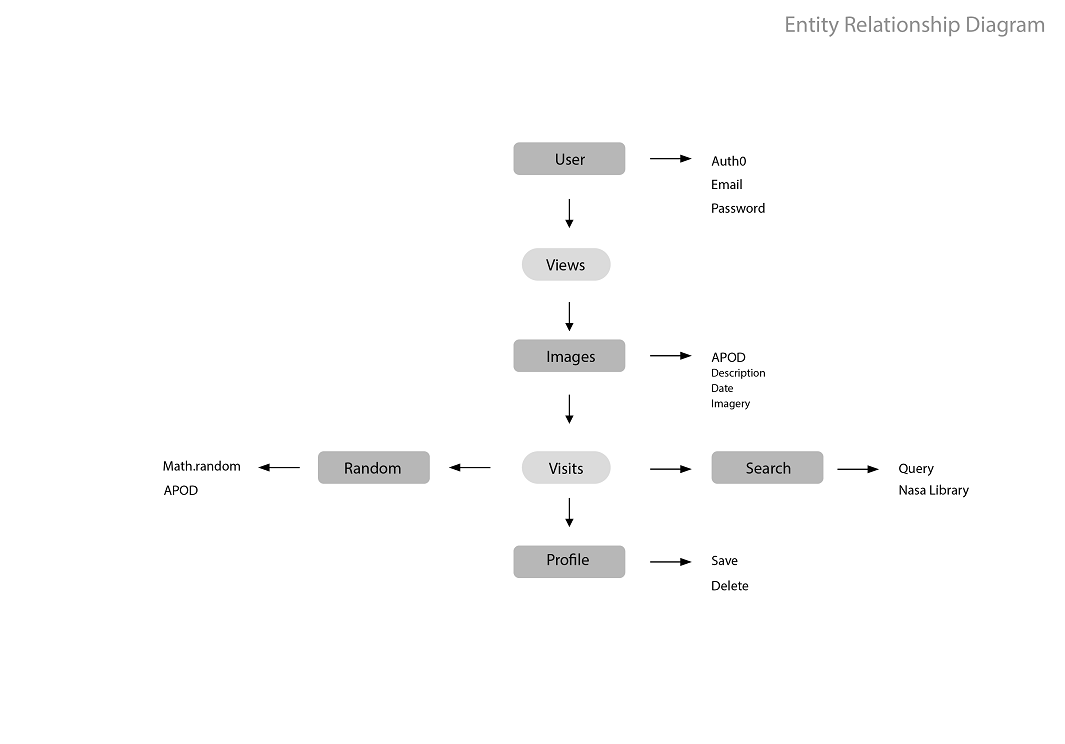 Entity Relationship Diagram
User
Auth0
Email
Password
Views
Images
APOD
Description
Date
Imagery
Math.random
APOD
Random
Visits
Search
Query
Nasa Library
Profile
Save
Delete